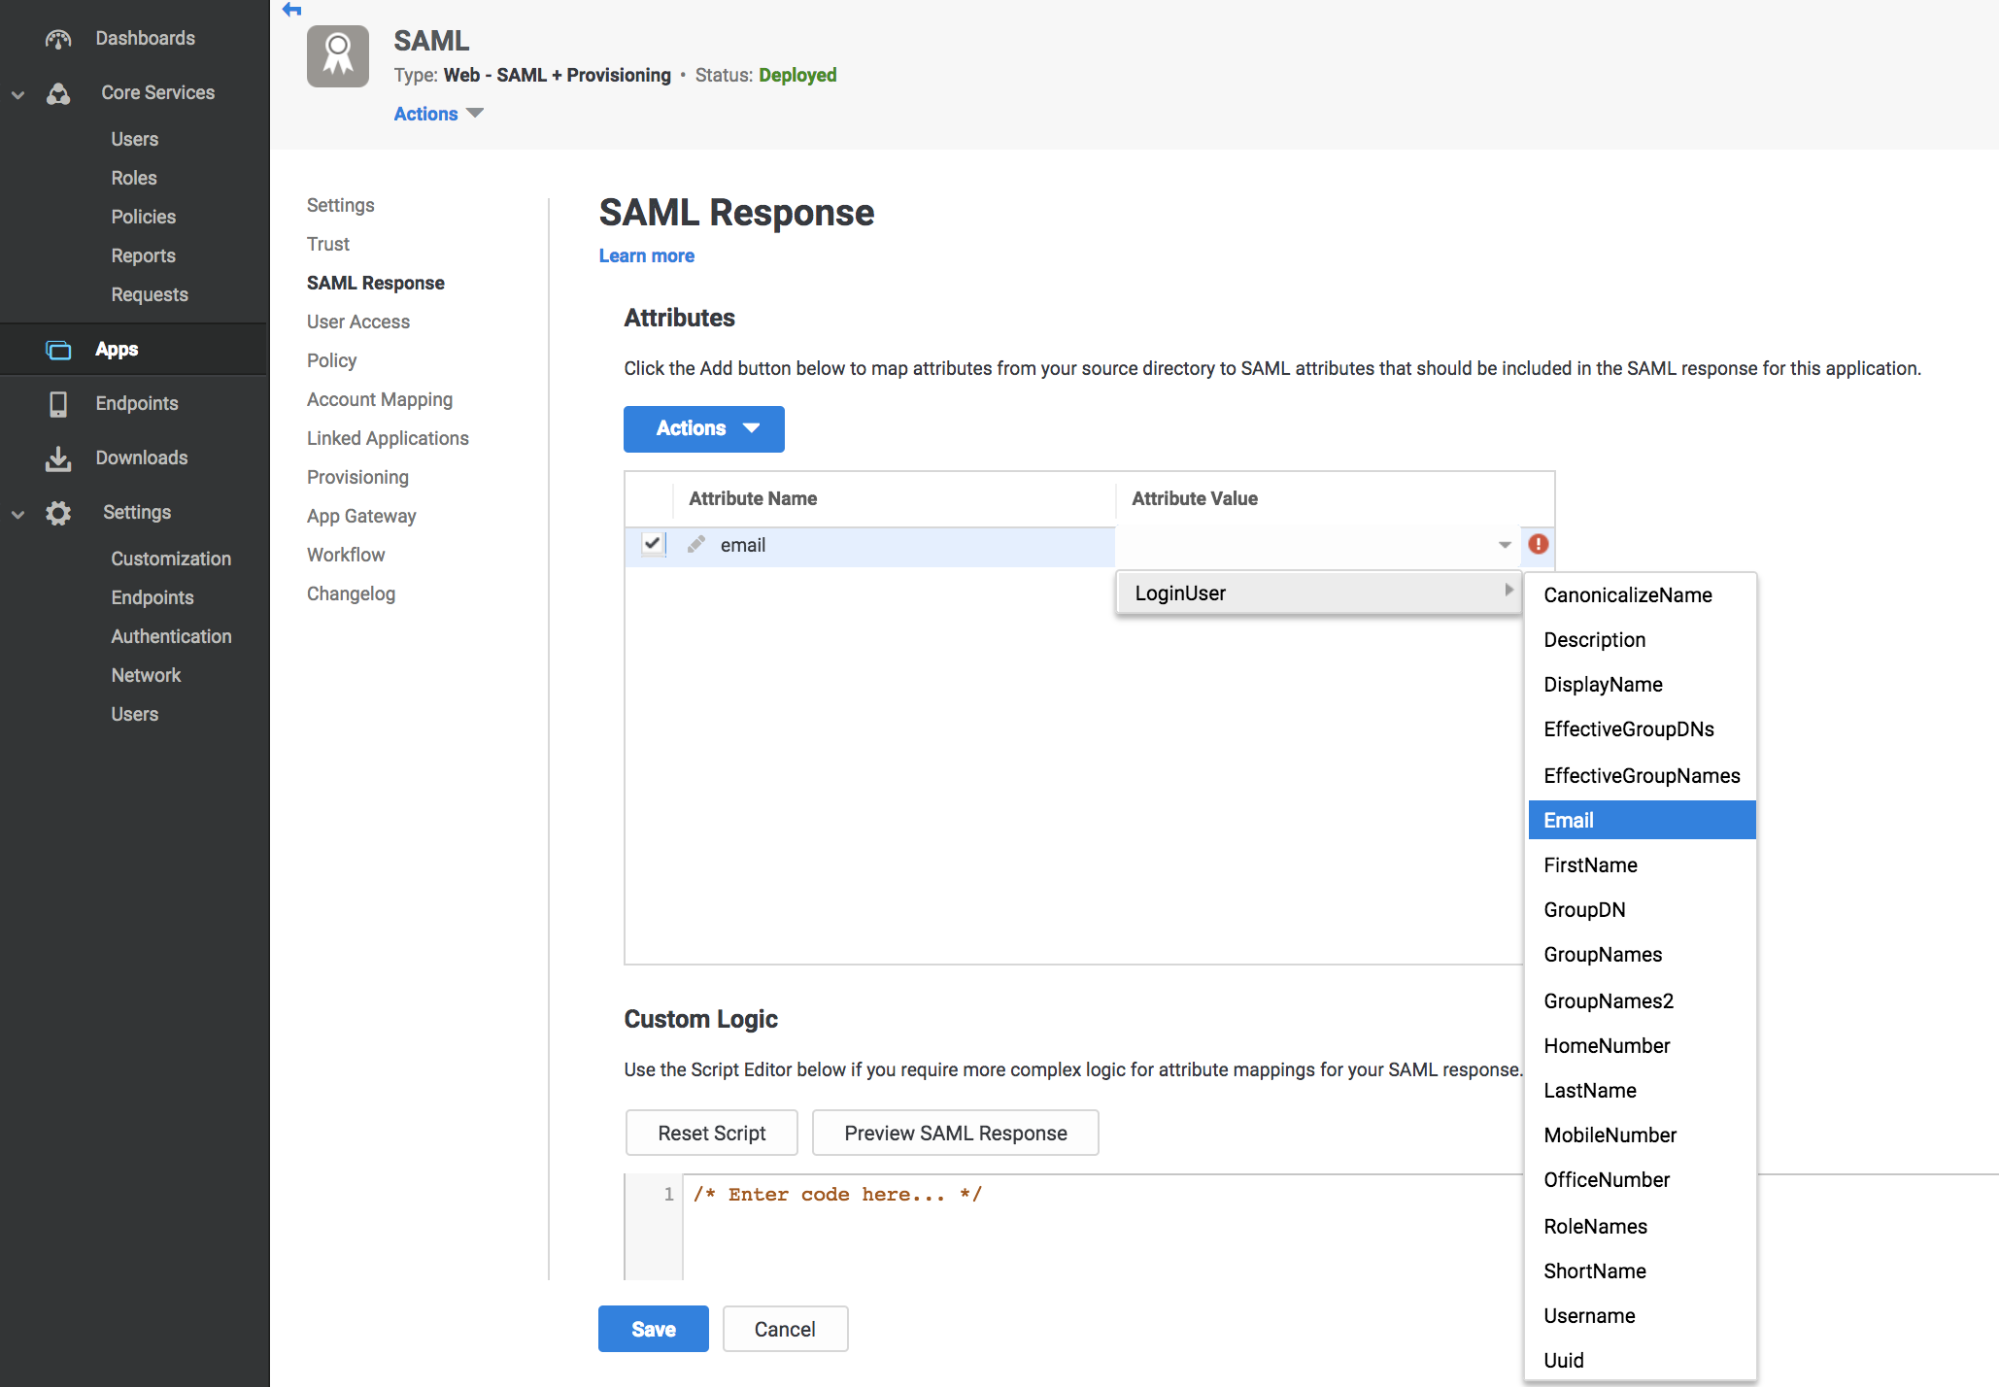 Dashboards
Core Services
Users
Roles
Policies
Reports
Requests
Apps
Endpoints
Downloads
Settings
Customization
Endpoints
Authentication
Network
Users
SAML
Type: Web - SAML + Provisioning • Status: Deployed
Actions
Settings
Trust
SAML Response
User Access
Policy
Account Mapping
Linked Applications
Provisioning
App Gateway
Workflow
Changelog
SAML Response
Learn more
Attributes
Click the Add button below to map attributes from your source directory to SAML attributes that should be included in the SAML response for this application.
Actions
Attribute Name Attribute Value
email
LoginUser
CanonicalizeName
Description
DisplayName
EffectiveGroupDNs
EffectiveGroupNames
Email
FirstName
GroupDN
GroupNames
GroupNames2
HomeNumber
LastName
MobileNumber
OfficeNumber
RoleNames
ShortName
Username
Uuid
Custom Logic
Use the Script Editor below if you require more complex logic for attribute mappings for your SAML response.
Reset Script Preview SAML Response
1 /* Enter code here... */
Save Cancel